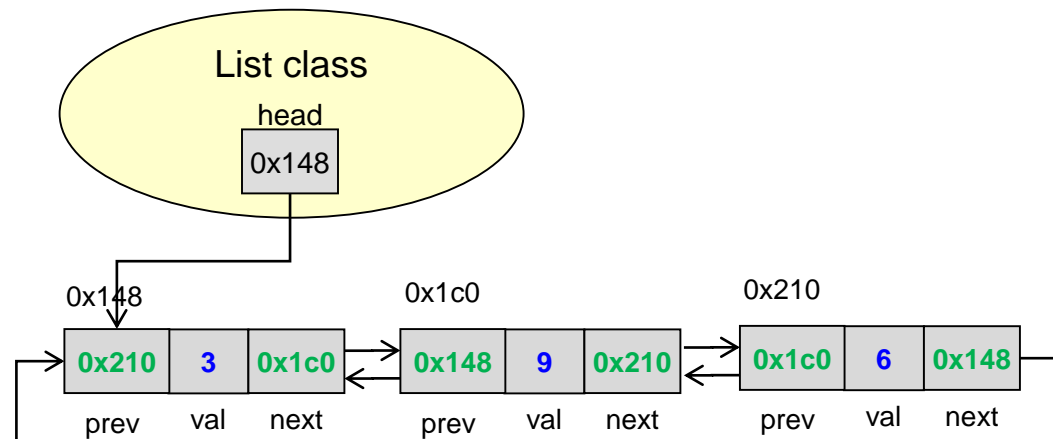 List class
head
0x148
0x148 0x1c0 0x210
0x210 3 0x1c0 0x148 9 0x210 0x1c0 6 0x148
prev val next prev val next prev val next